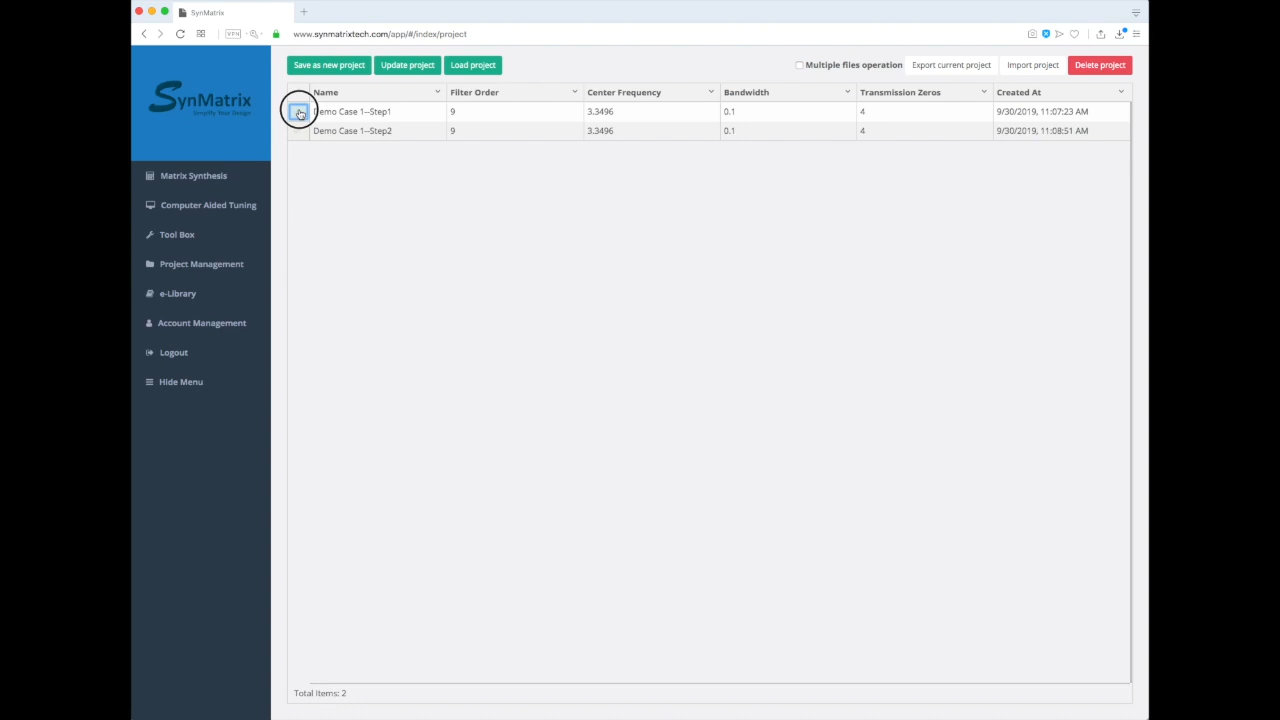 SynMatrix
VPN
www.synmatrixtech.com/app/#/index/project
SynMatrix
Simplify Your Design
Matrix Synthesis
Computer Aided Tuning
Tool Box
Project Management
e-Library
Account Management
Logout
Hide Menu
Save as new project Update project Load project Multiple files operation Export current project Import project Delete project
Name Filter Order Center Frequency Bandwidth Transmission Zeros Created At
Demo Case 1--Step1 9 3.3496 0.1 4 9/30/2019, 11:07:23 AM
Demo Case 1--Step2 9 3.3496 0.1 4 9/30/2019, 11:08:51 AM
Total Items: 2